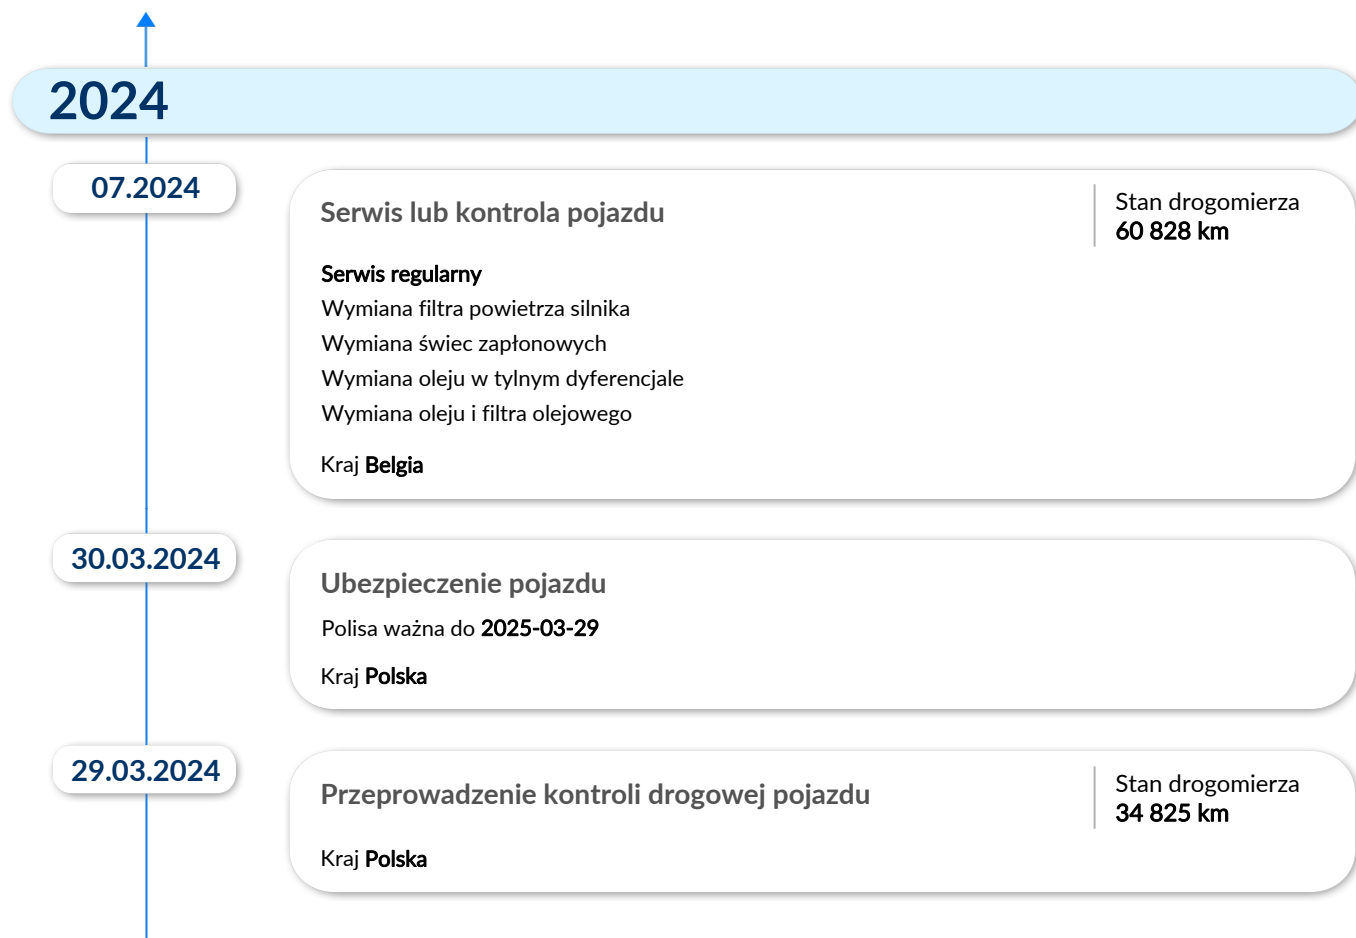 2024
07.2024
Serwis lub kontrola pojazdu
Stan drogomierza
60 828 km
Serwis regularny
Wymiana filtra powietrza silnika
Wymiana świec zapłonowych
Wymiana oleju w tylnym dyferencjale
Wymiana oleju i filtra olejowego
Kraj Belgia
30.03.2024
Ubezpieczenie pojazdu
Polisa ważna do 2025-03-29
Kraj Polska
29.03.2024
Przeprowadzenie kontroli drogowej pojazdu
Stan drogomierza
34 825 km
Kraj Polska